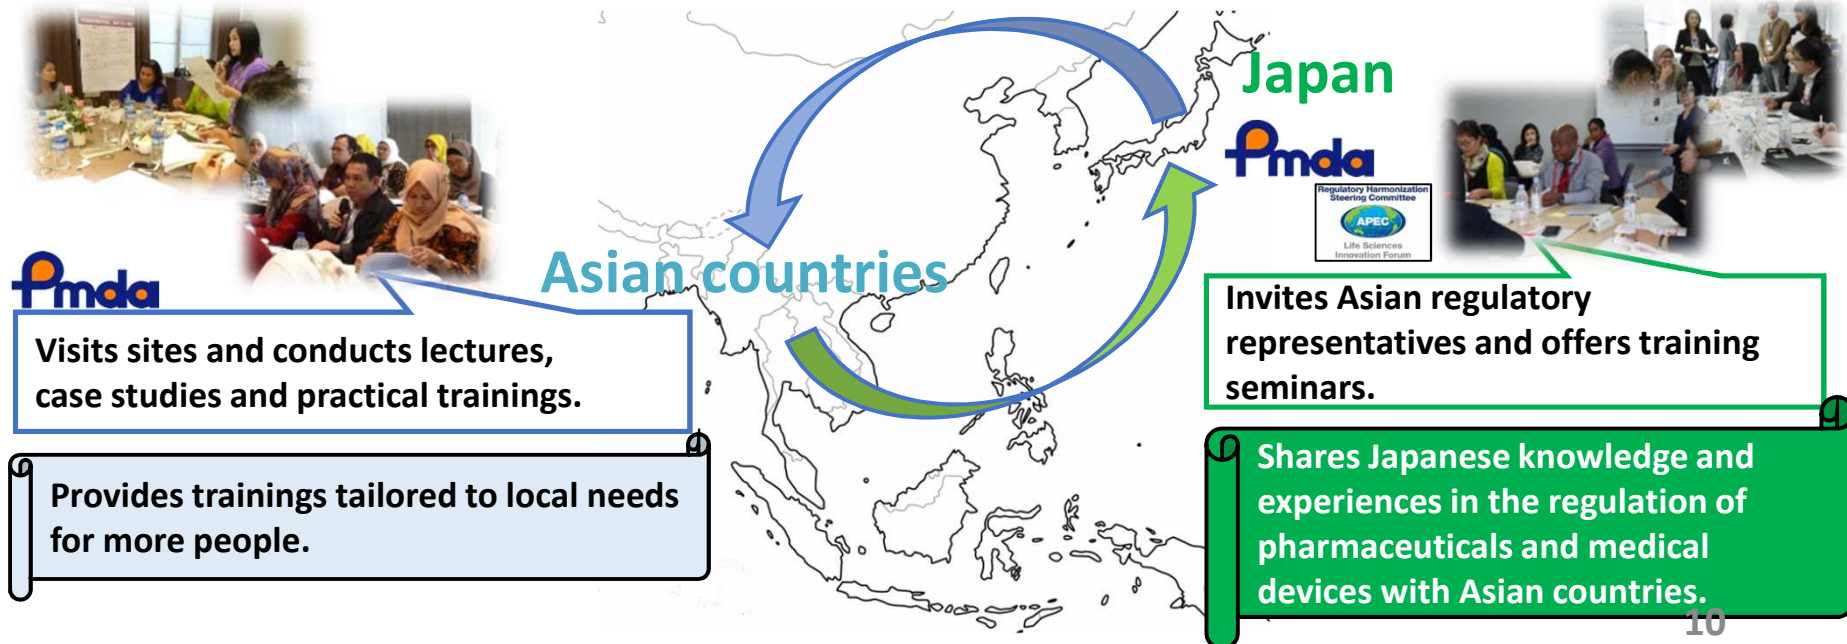 Japan
Pmda
Regulatory Harmonization
Steering Committee
APEC
Life Sciences
Innovation Forum
Asian countries
Pmda
Visits sites and conducts lectures,
case studies and practical trainings.
Provides trainings tailored to local needs
for more people.
Invites Asian regulatory
representatives and offers training
seminars.
Shares Japanese knowledge and
experiences in the regulation of
pharmaceuticals and medical
devices with Asian countries.
10